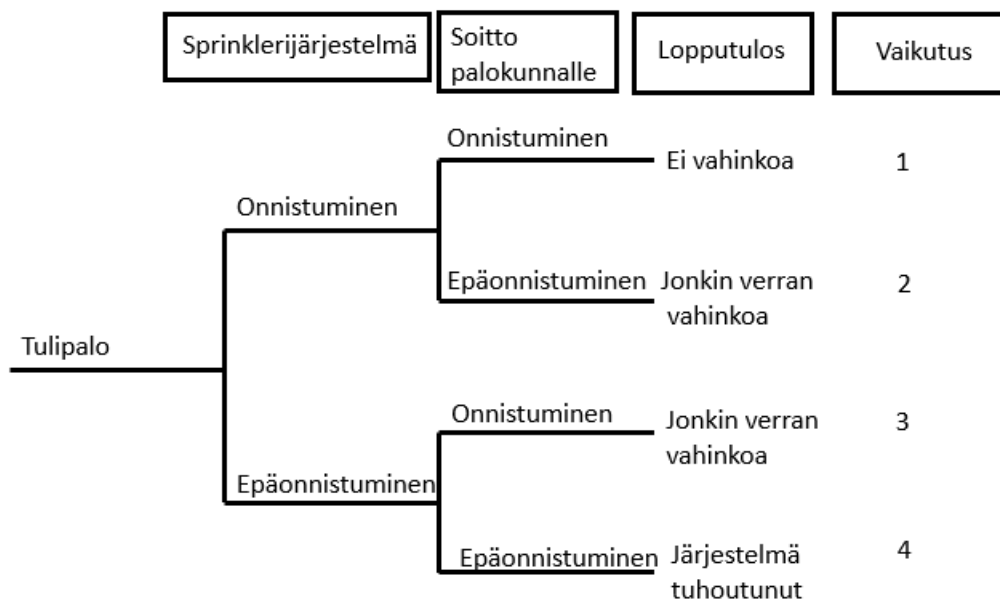 Sprinklerijärjestelmä
Soitto
palokunnalle
Lopputulos
Vaikutus
Onnistuminen
Ei vahinkoa
1
Onnistuminen
Epäonnistuminen
Jonkin verran
vahinkoa
2
Tulipalo
Onnistuminen
Jonkin verran
vahinkoa
3
Epäonnistuminen
Epäonnistuminen
Järjestelmä
tuhoutunut
4